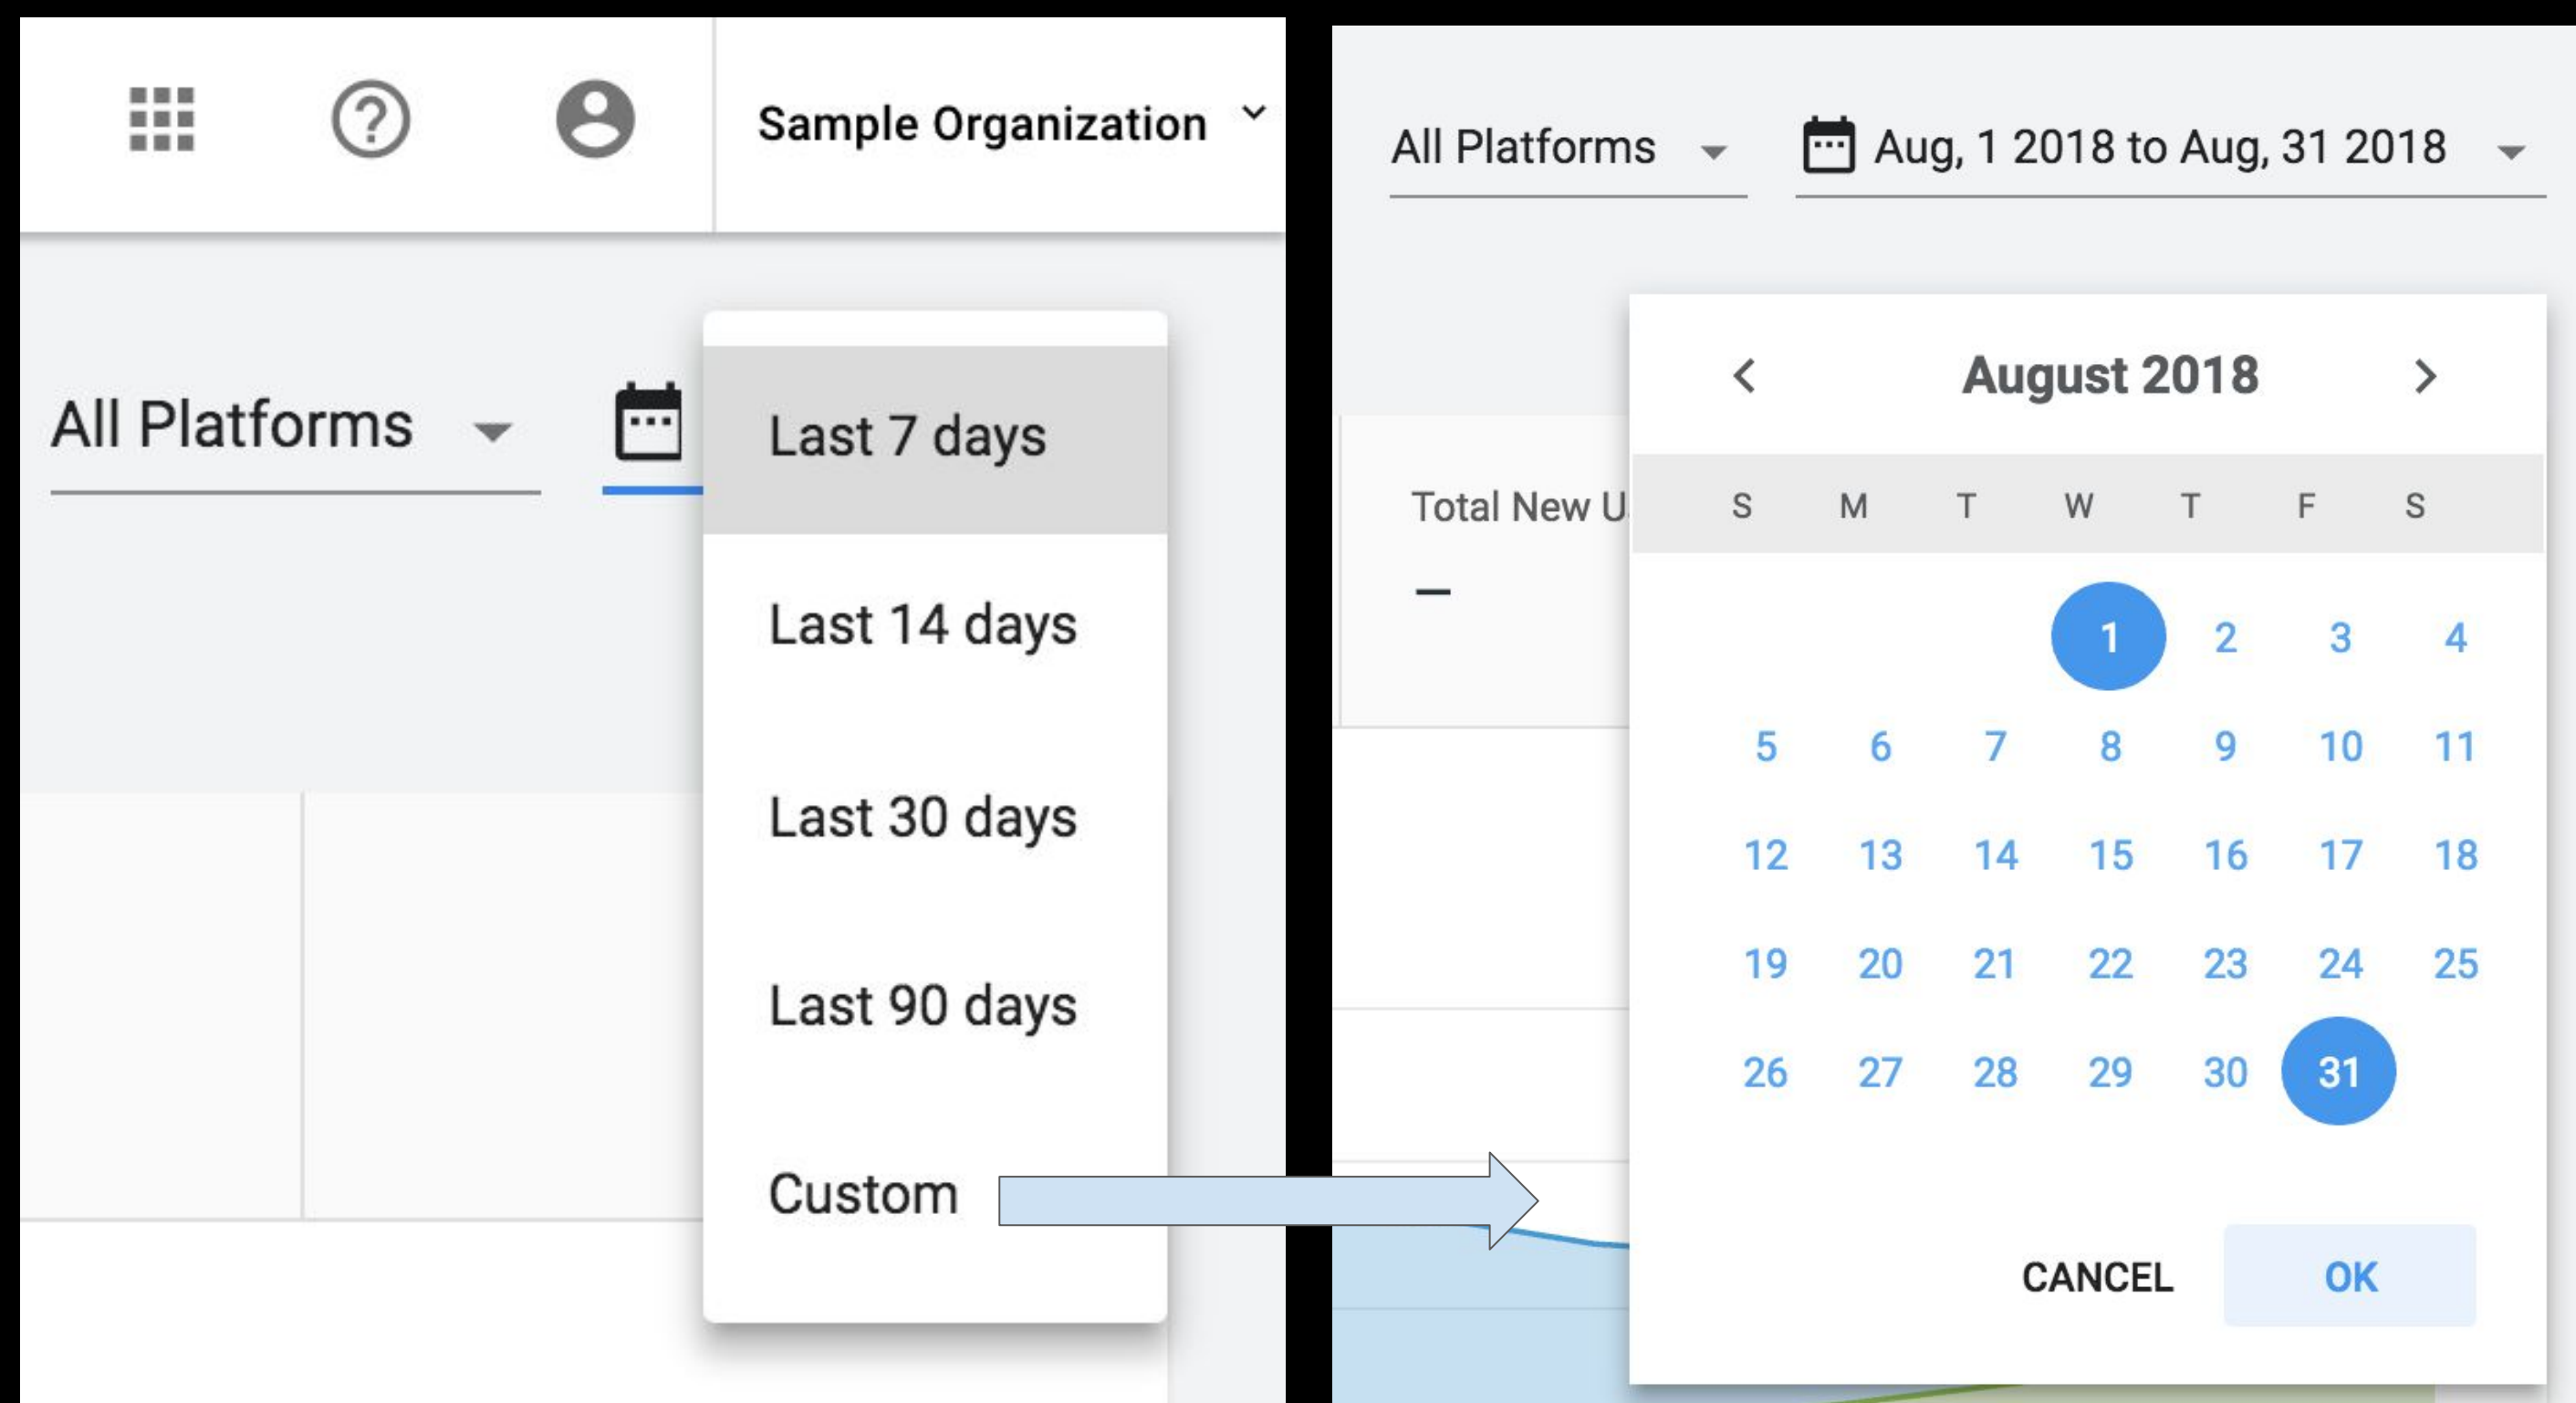 Sample Organization
All Platforms
Last 7 days
Last 14 days
Last 30 days
Last 90 days
Custom
All Platforms Aug, 1 2018 to Aug, 31 2018
Total New U
–
August 2018
S M T W T F S
1 2 3 4
5 6 7 8 9 10 11
12 13 14 15 16 17 18
19 20 21 22 23 24 25
26 27 28 29 30 31
CANCEL OK